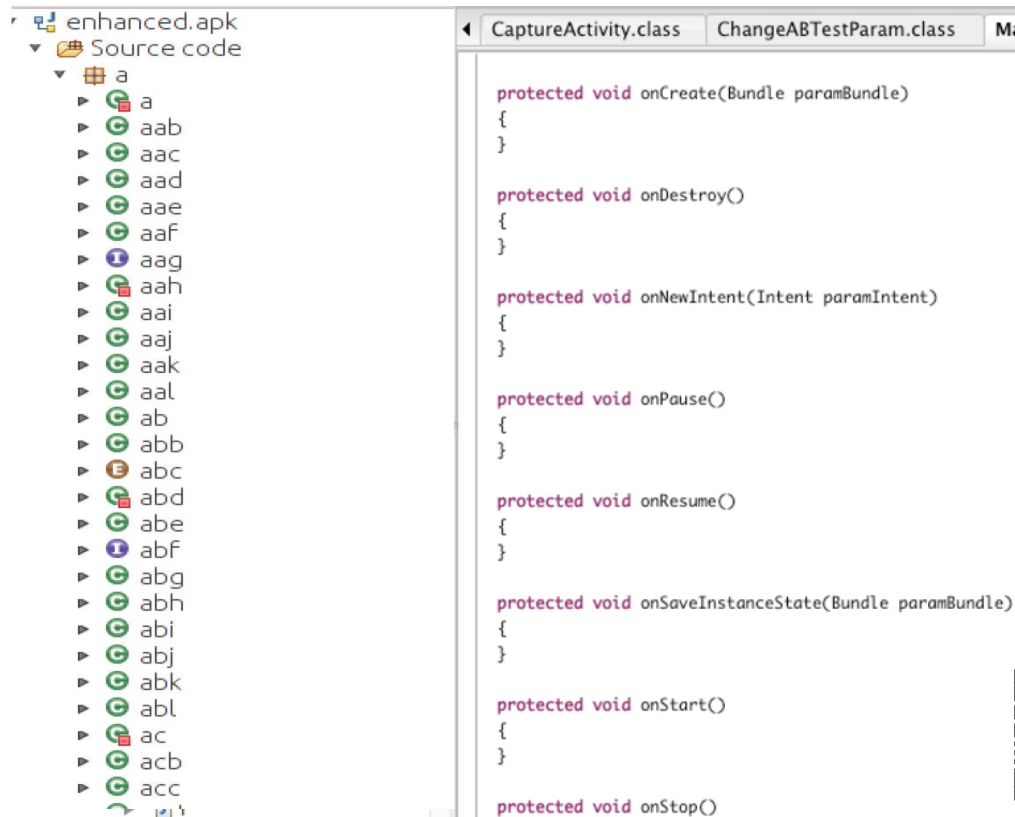 enhanced.apk
Source code
a
a
aab
aac
aad
aae
aaf
aag
aah
aai
aaj
aak
aal
ab
abb
abc
abd
abe
abf
abg
abh
abi
abj
abk
abl
ac
acb
acc
CaptureActivity.class
ChangeABTestParam.class
Ma
protected void onCreate(Bundle paramBundle)
{
}
protected void onDestroy()
{
}
protected void onNewIntent(Intent paramIntent)
{
}
protected void onPause()
{
}
protected void onResume()
{
}
protected void onSaveInstanceState(Bundle paramBundle)
{
}
protected void onStart()
{
}
protected void onStop()